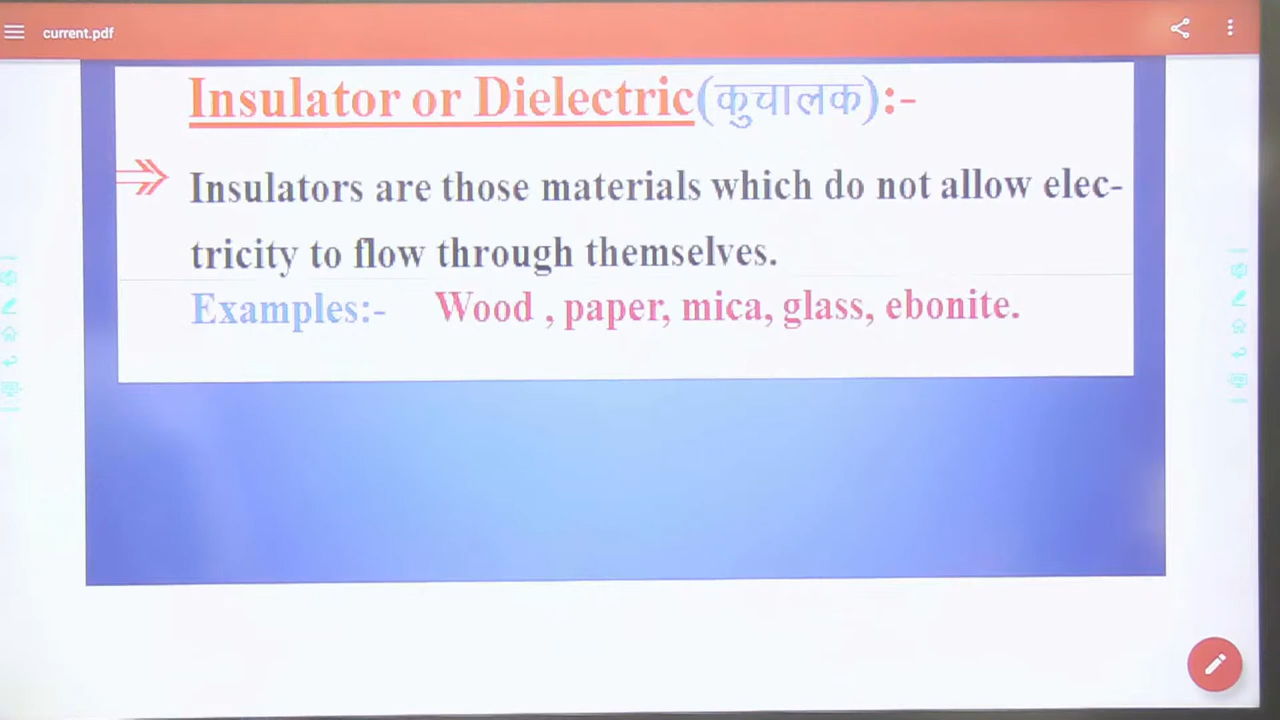 current.pdf
Insulator or Dielectric(कुचालक):-
Insulators are those materials which do not allow elec-
tricity to flow through themselves.
Examples:- Wood , paper, mica, glass, ebonite.